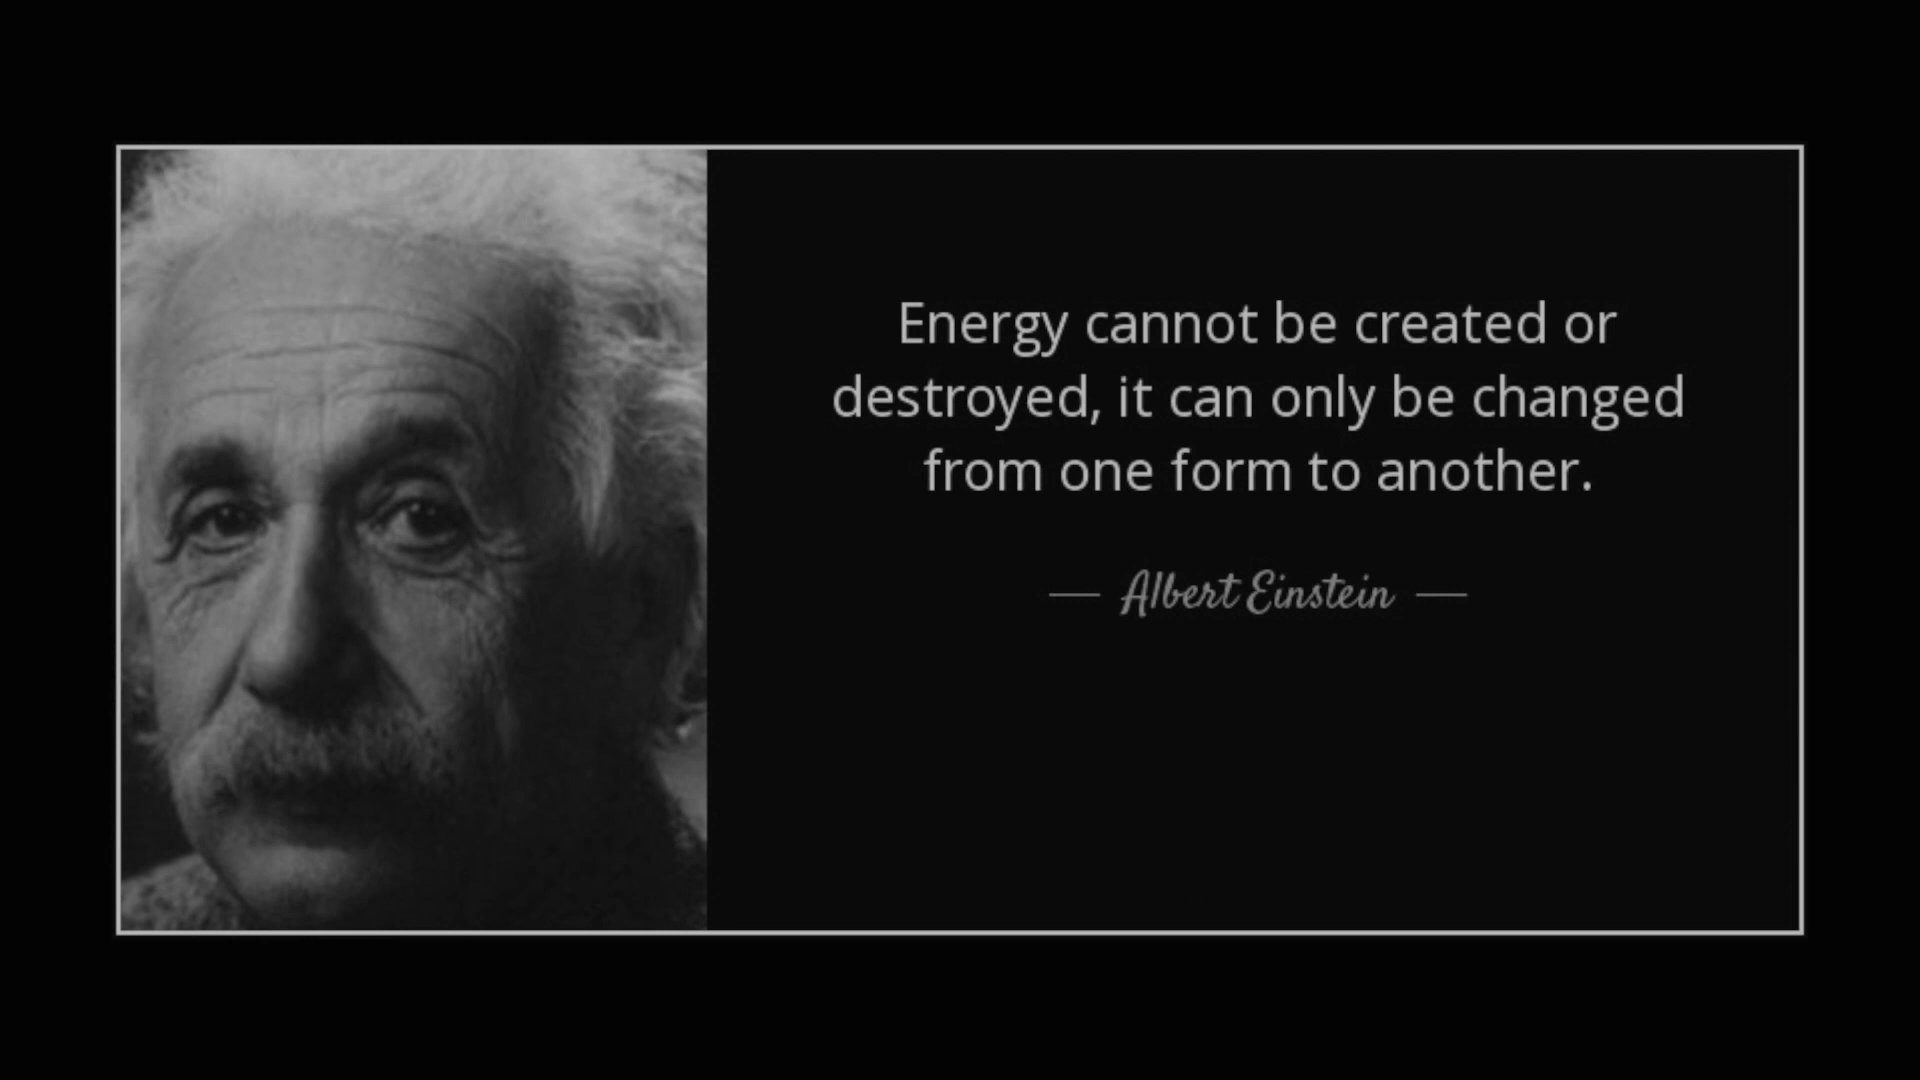 Energy cannot be created or
destroyed, it can only be changed
from one form to another.
— Albert Einstein —